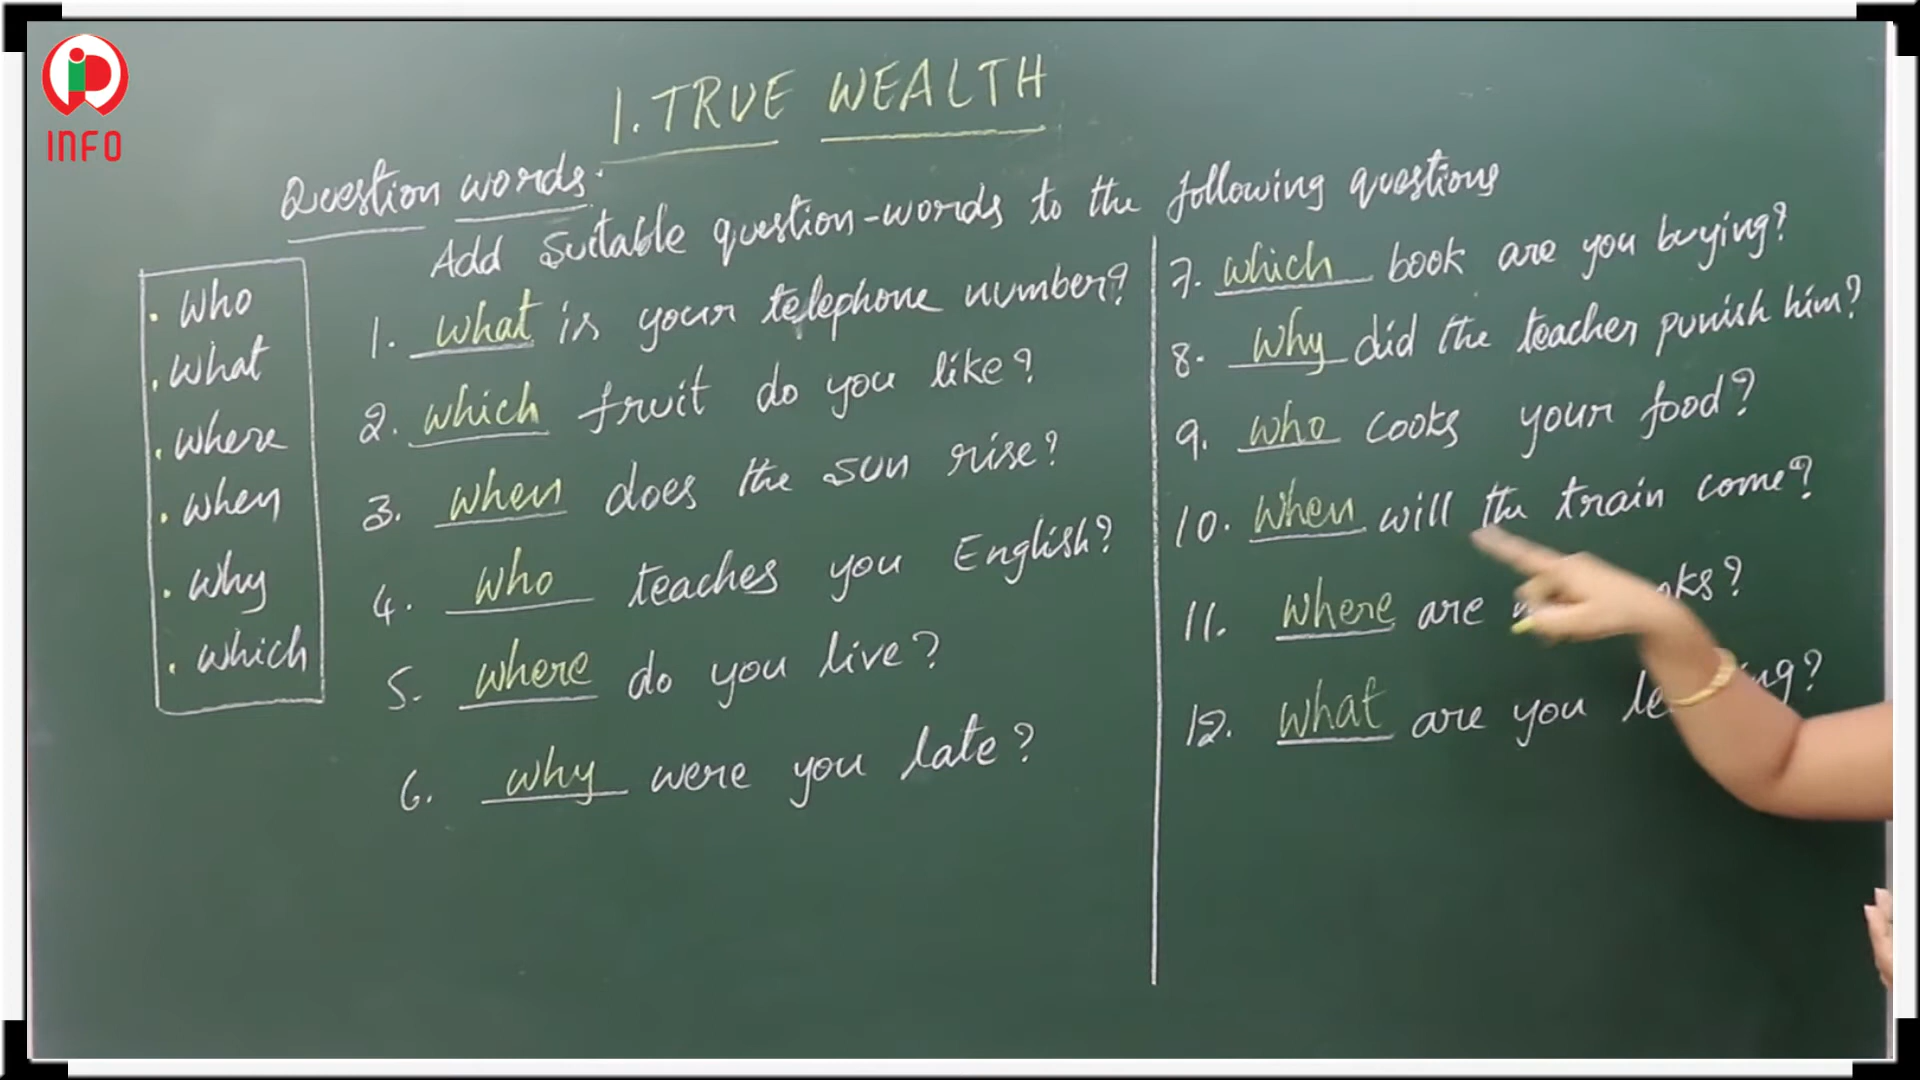 INFO
1. TRUE WEALTH
Question words.
Add Suitable question-words to the following questions
. Who
. What
. where
. when
. why
. which
1. what is your telephone number?
2. which fruit do you like?
3. when does the sun rise?
4. who teaches you English?
5. where do you live?
6. why were you late?
7. which book are you buying?
8. Why did the teacher punish him?
9. who cooks your food?
10. When will the train come?
11. where are
12. what are you